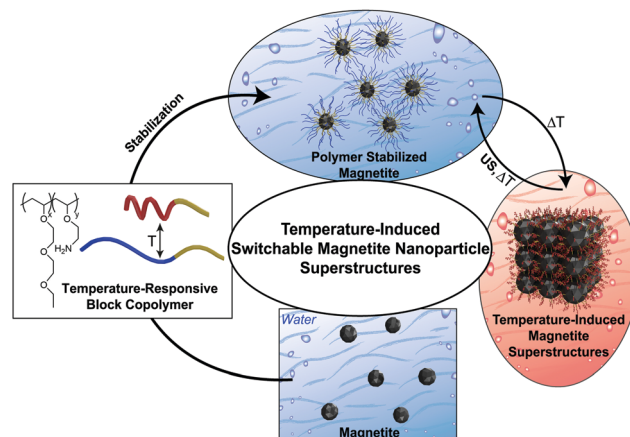 Stabilization
Polymer Stabilized
Magnetite
ΔT
US, ΔT
x
y
O
O
H₂N
O
O
T
Temperature-Responsive
Block Copolymer
Temperature-Induced
Switchable Magnetite Nanoparticle
Superstructures
Temperature-Induced
Magnetite
Superstructures
Water
Magnetite